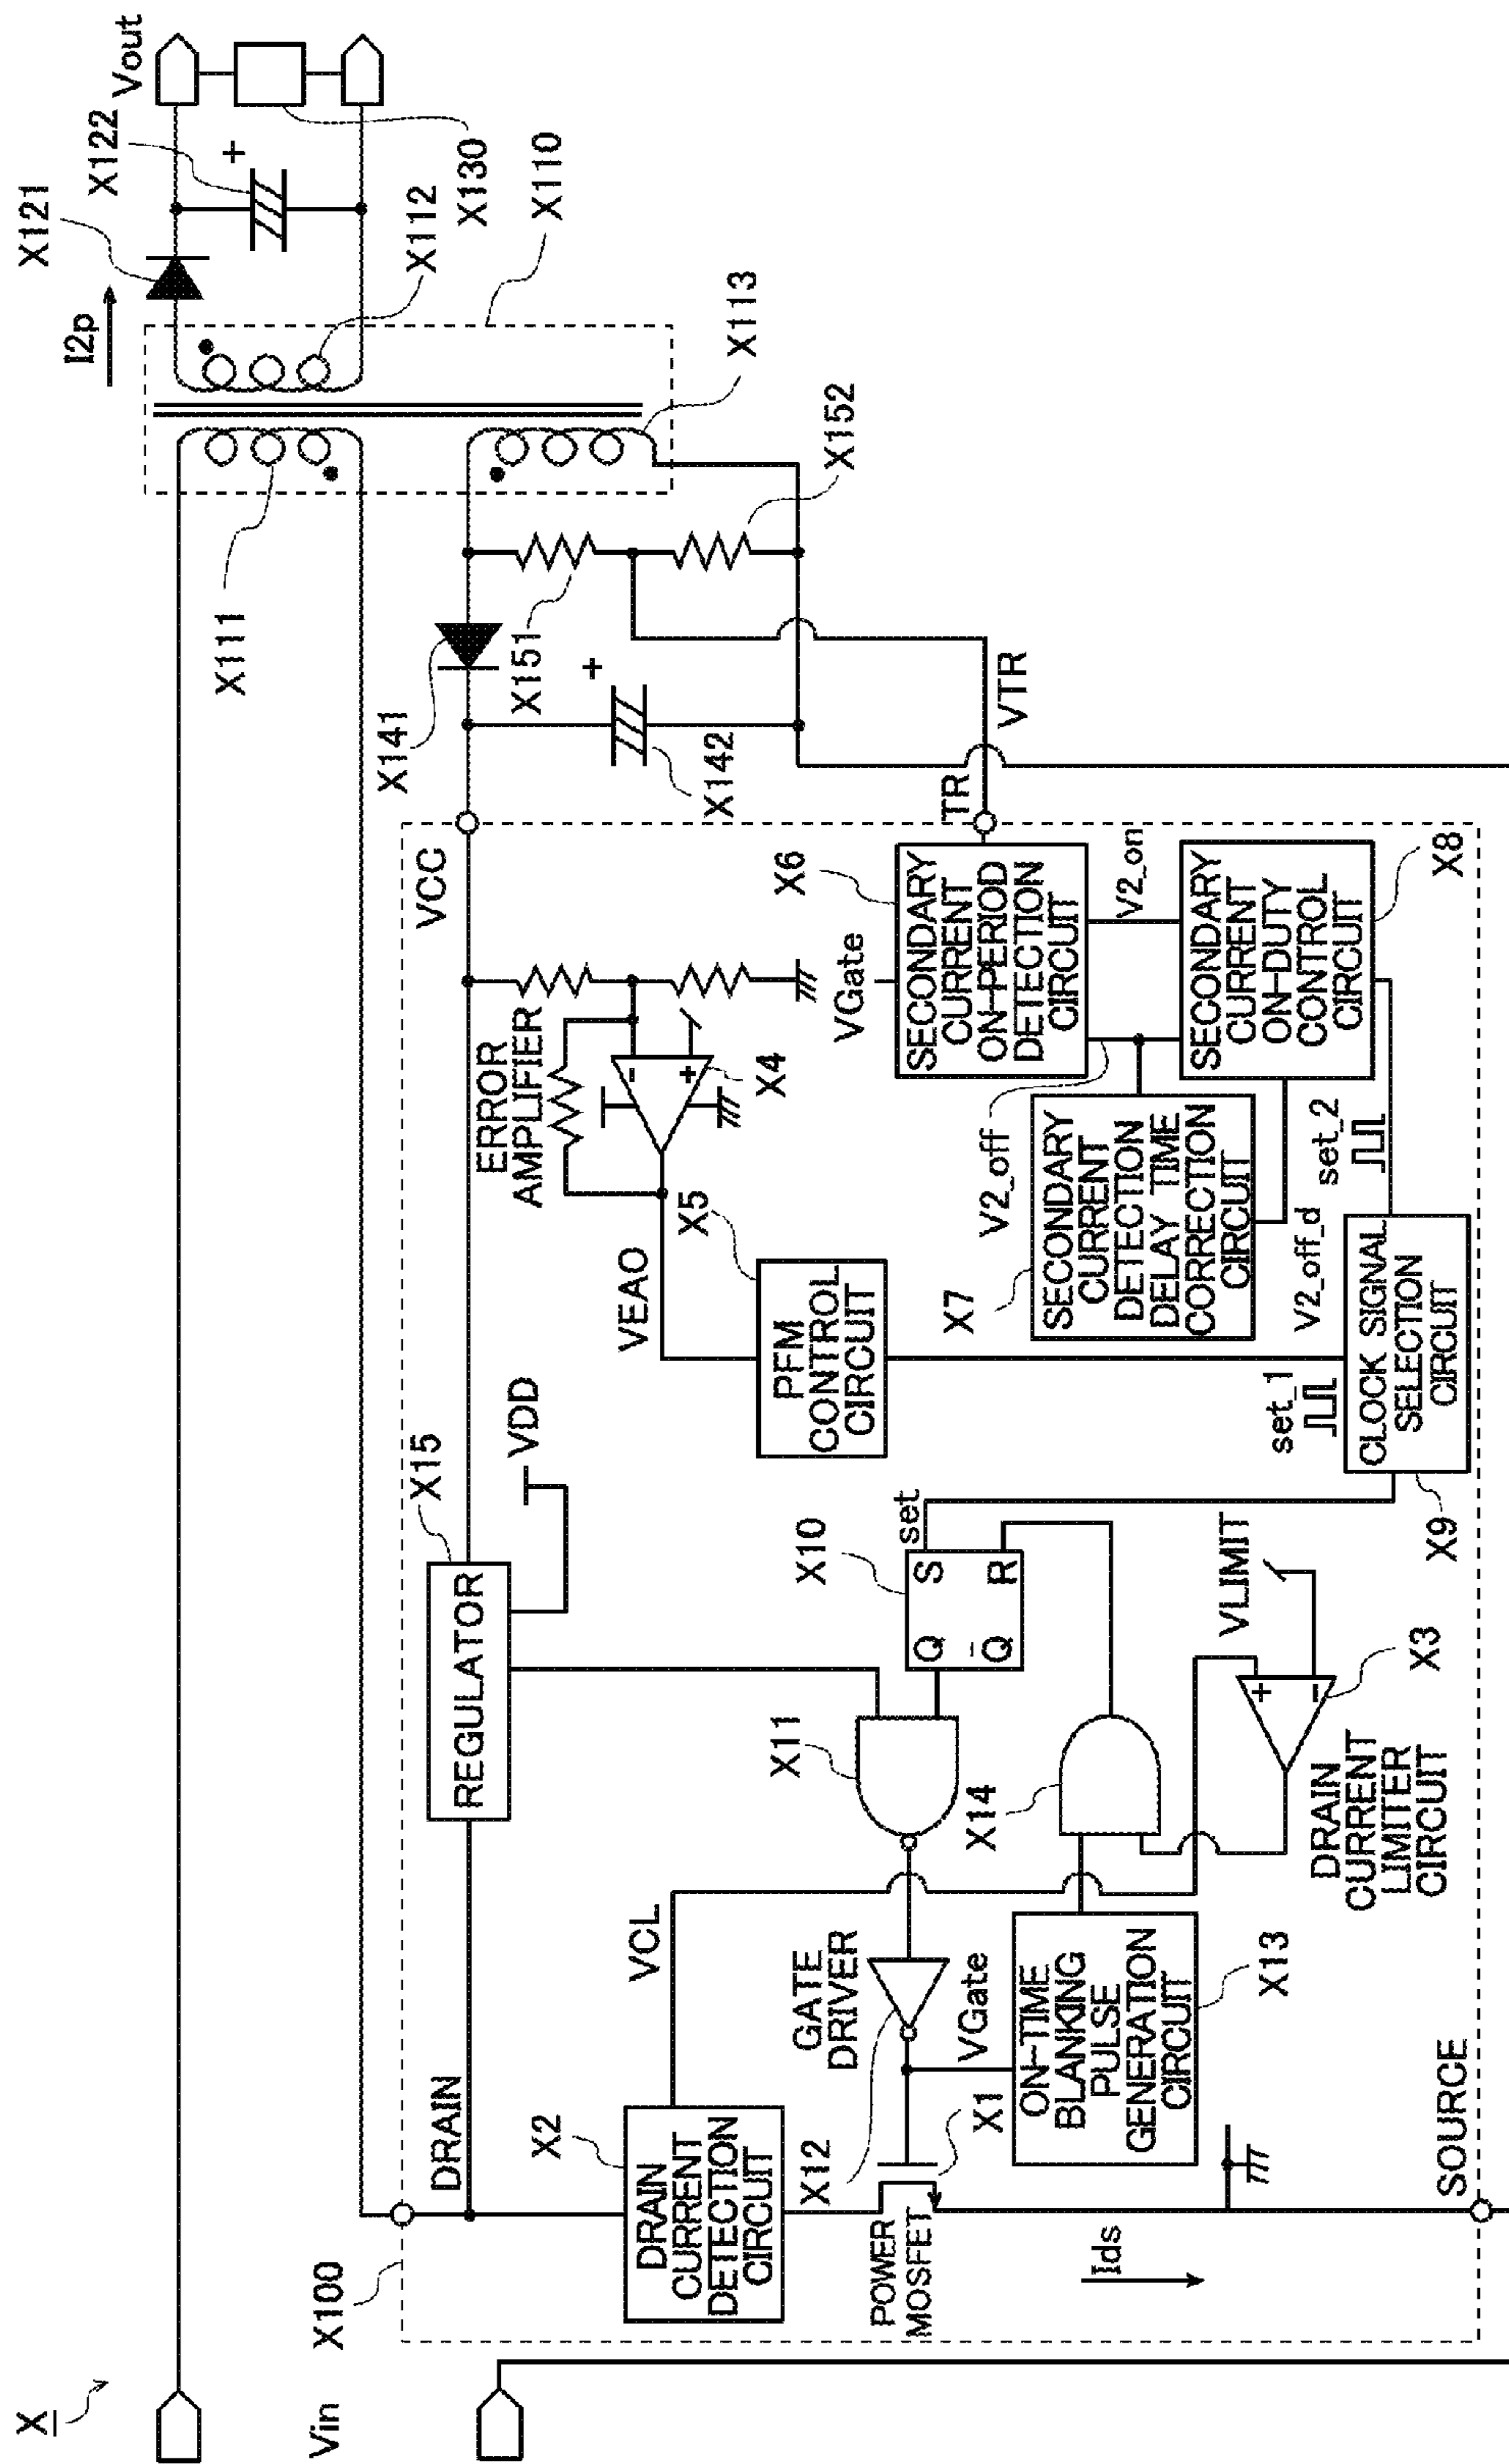 X
Vin
X100
X111
I2p
X121
X122
Vout
X130
X112
X110
X113
X152
X151
X141
X142
VTR
TR
VCC
DRAIN
REGULATOR
X15
VDD
ERROR
AMPLIFIER
-
+
X4
VEAO
X5
PFM
CONTROL
CIRCUIT
VGate
X6
SECONDARY
CURRENT
ON-PERIOD
DETECTION
CIRCUIT
V2_on
V2_off
X7
SECONDARY
CURRENT
DETECTION
DELAY TIME
CORRECTION
CIRCUIT
V2_off_d
SECONDARY
CURRENT
ON-DUTY
CONTROL
CIRCUIT
X8
set_2
set_1
CLOCK SIGNAL
SELECTION
CIRCUIT
X9
X2
DRAIN
CURRENT
DETECTION
CIRCUIT
VCL
GATE
DRIVER
X12
X11
X10
set
S
R
Q
Q̄
X14
VLIMIT
+
-
X3
DRAIN
CURRENT
LIMITER
CIRCUIT
VGate
ON-TIME
BLANKING
PULSE
GENERATION
CIRCUIT
X13
X1
POWER
MOSFET
Ids
SOURCE
+
+